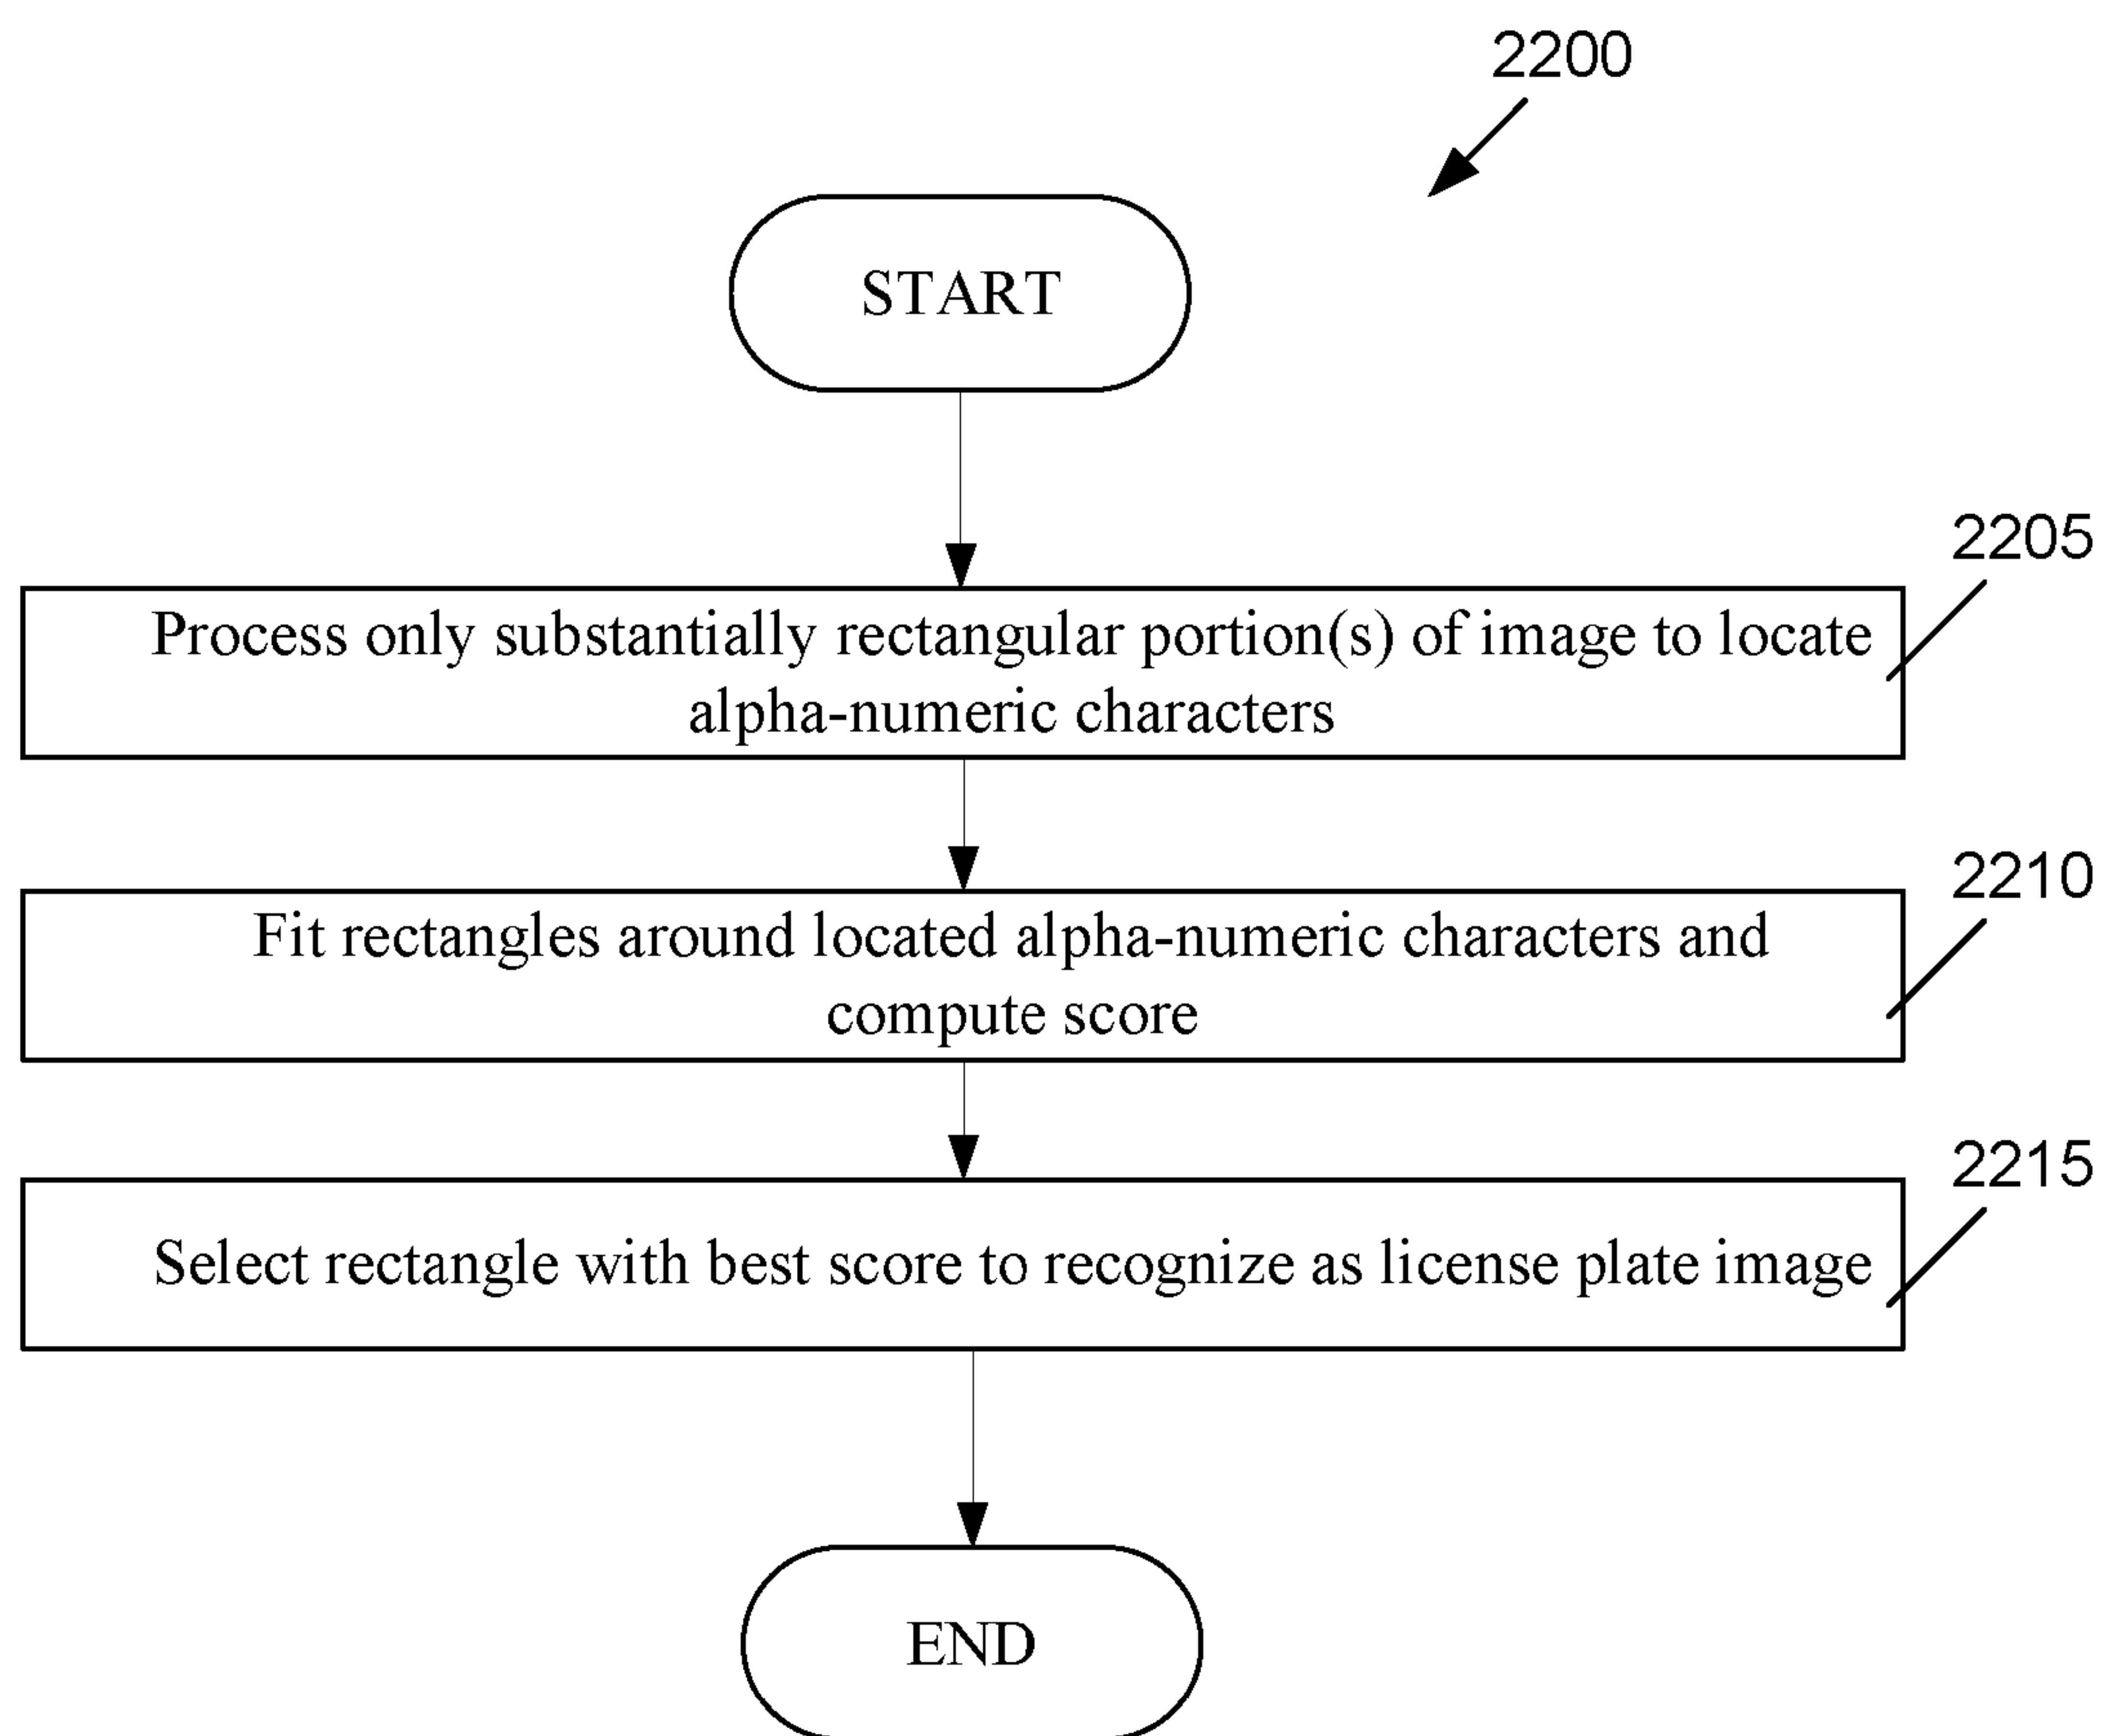 2200
START
2205
Process only substantially rectangular portion(s) of image to locate
alpha-numeric characters
2210
Fit rectangles around located alpha-numeric characters and
compute score
2215
Select rectangle with best score to recognize as license plate image
END